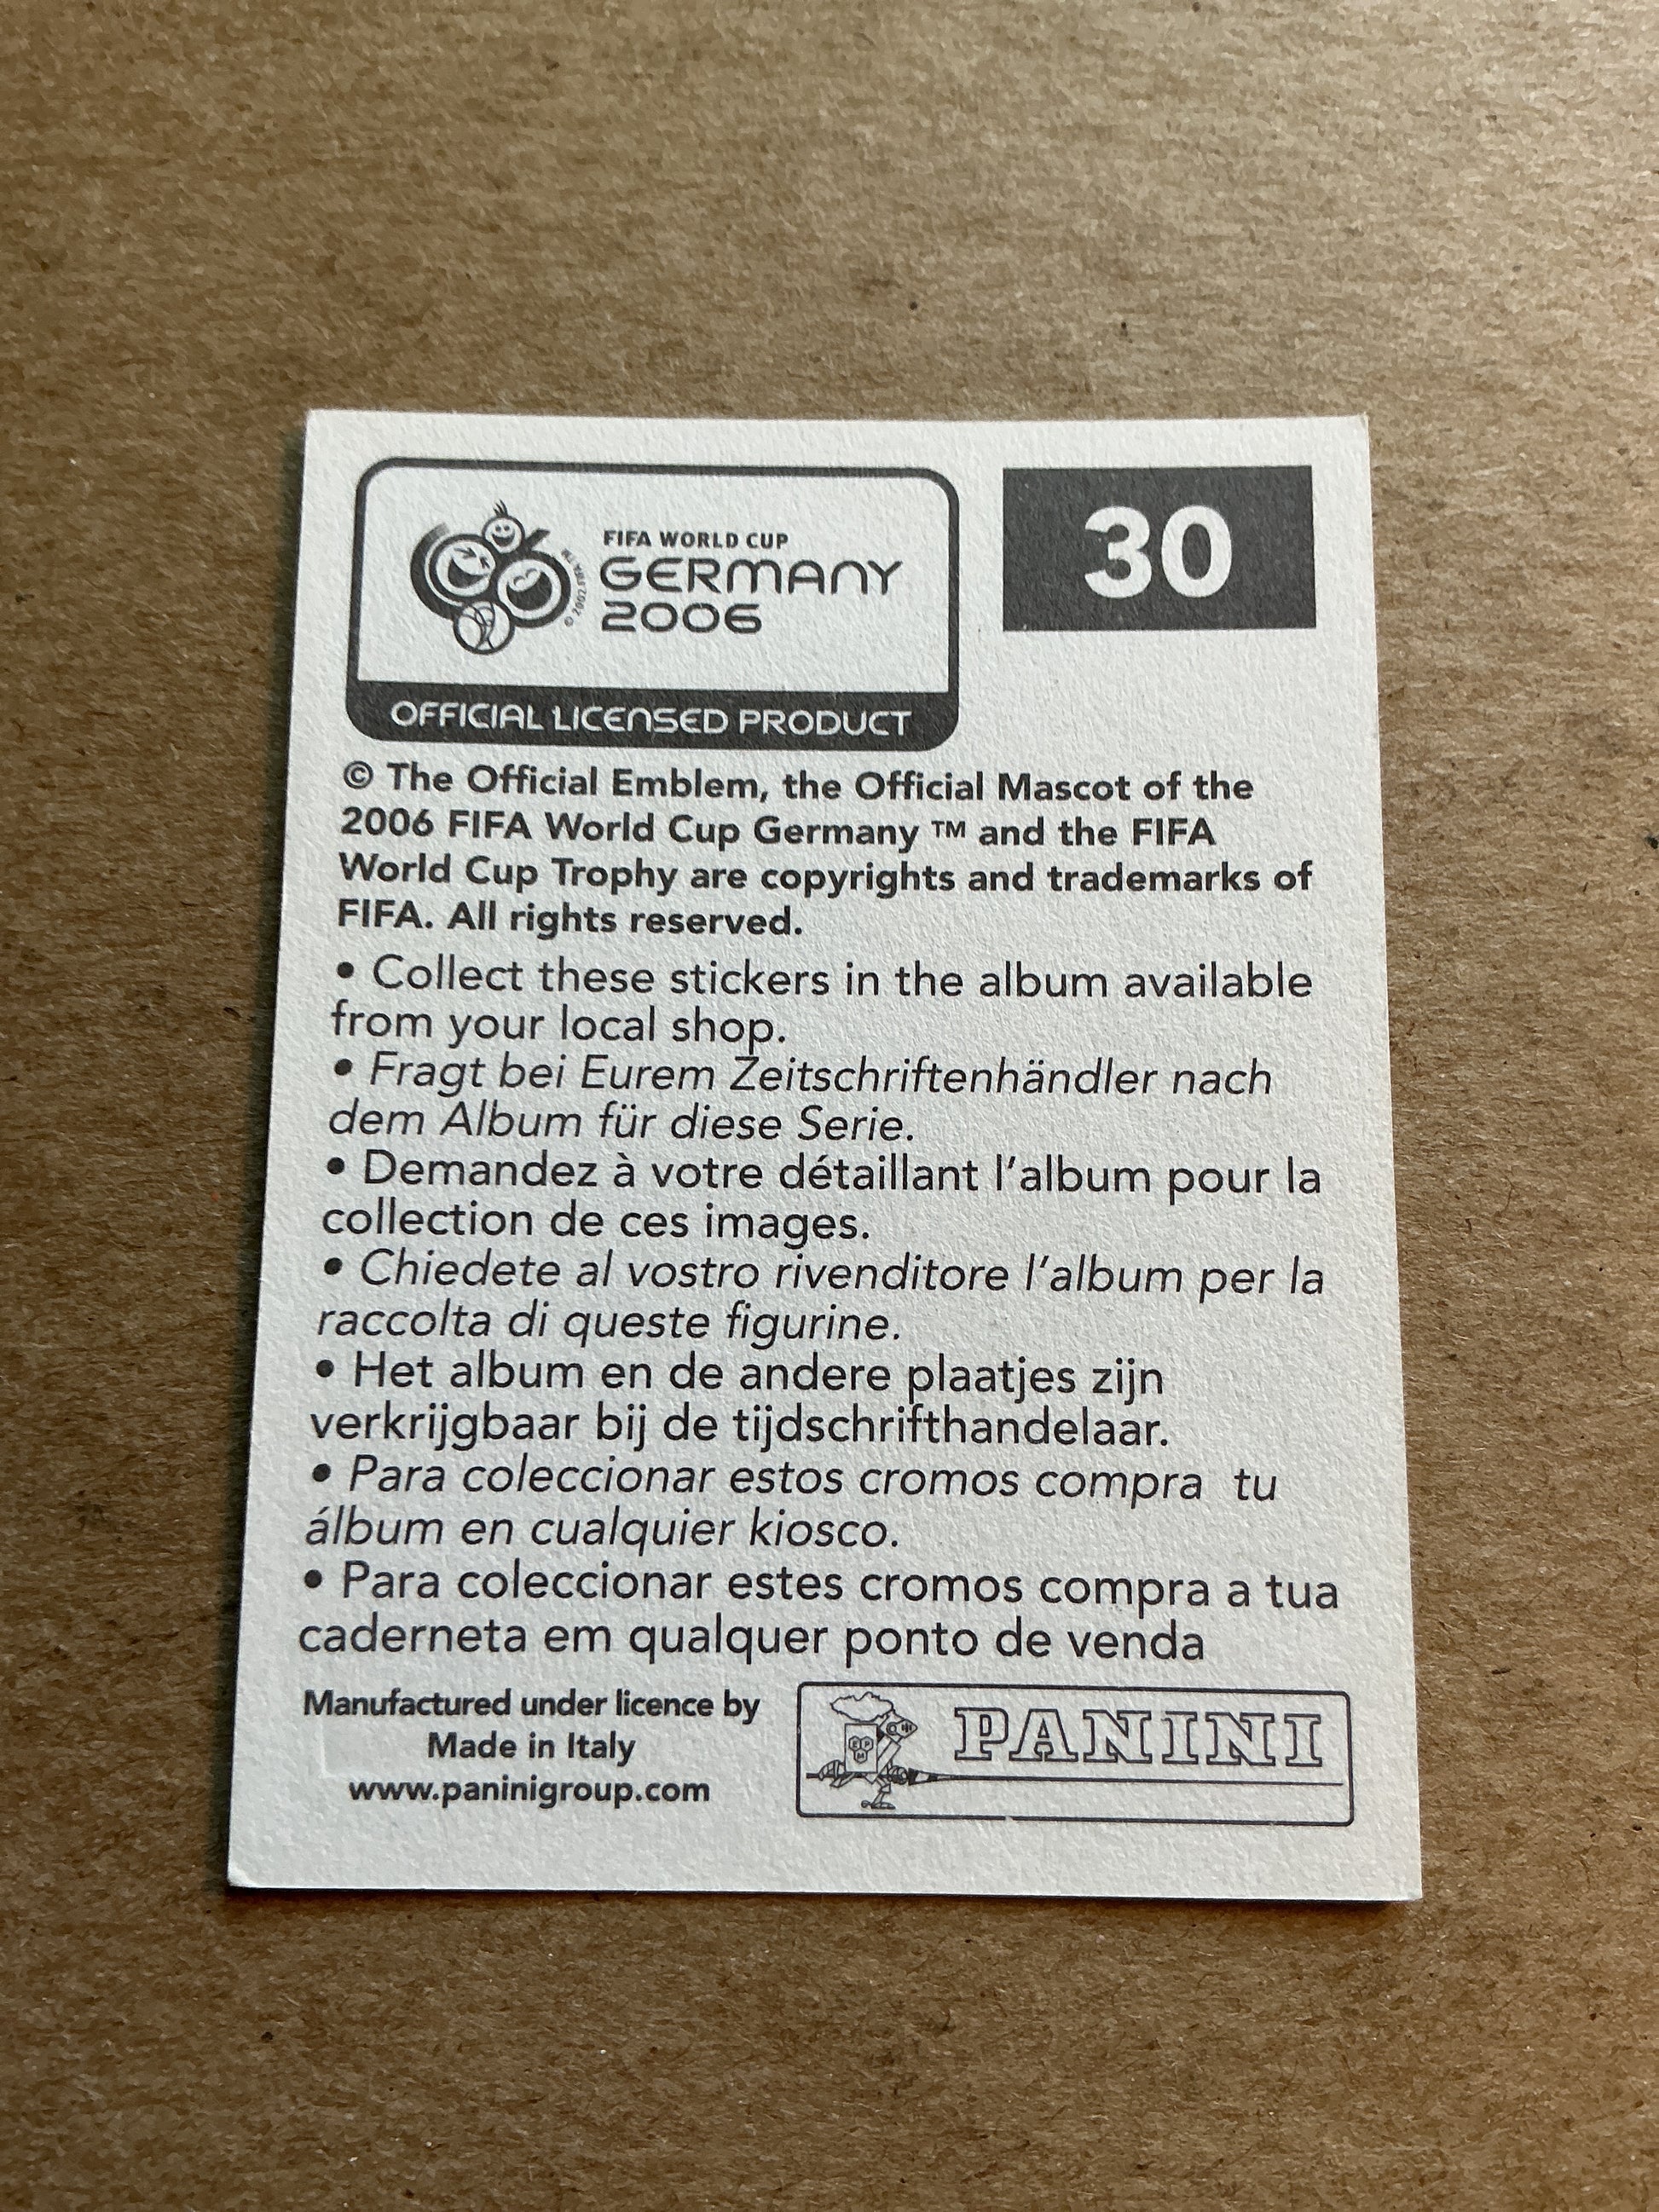 FIFA WORLD CUP
GERMANY
2006
© 2002 FIFA TM
OFFICIAL LICENSED PRODUCT
30
© The Official Emblem, the Official Mascot of the
2006 FIFA World Cup Germany ™ and the FIFA
World Cup Trophy are copyrights and trademarks of
FIFA. All rights reserved.
• Collect these stickers in the album available
from your local shop.
• Fragt bei Eurem Zeitschriftenhändler nach
dem Album für diese Serie.
• Demandez à votre détaillant l'album pour la
collection de ces images.
• Chiedete al vostro rivenditore l'album per la
raccolta di queste figurine.
• Het album en de andere plaatjes zijn
verkrijgbaar bij de tijdschrifthandelaar.
• Para coleccionar estos cromos compra tu
álbum en cualquier kiosco.
• Para coleccionar estes cromos compra a tua
caderneta em qualquer ponto de venda
Manufactured under licence by
Made in Italy
www.paninigroup.com
PANINI